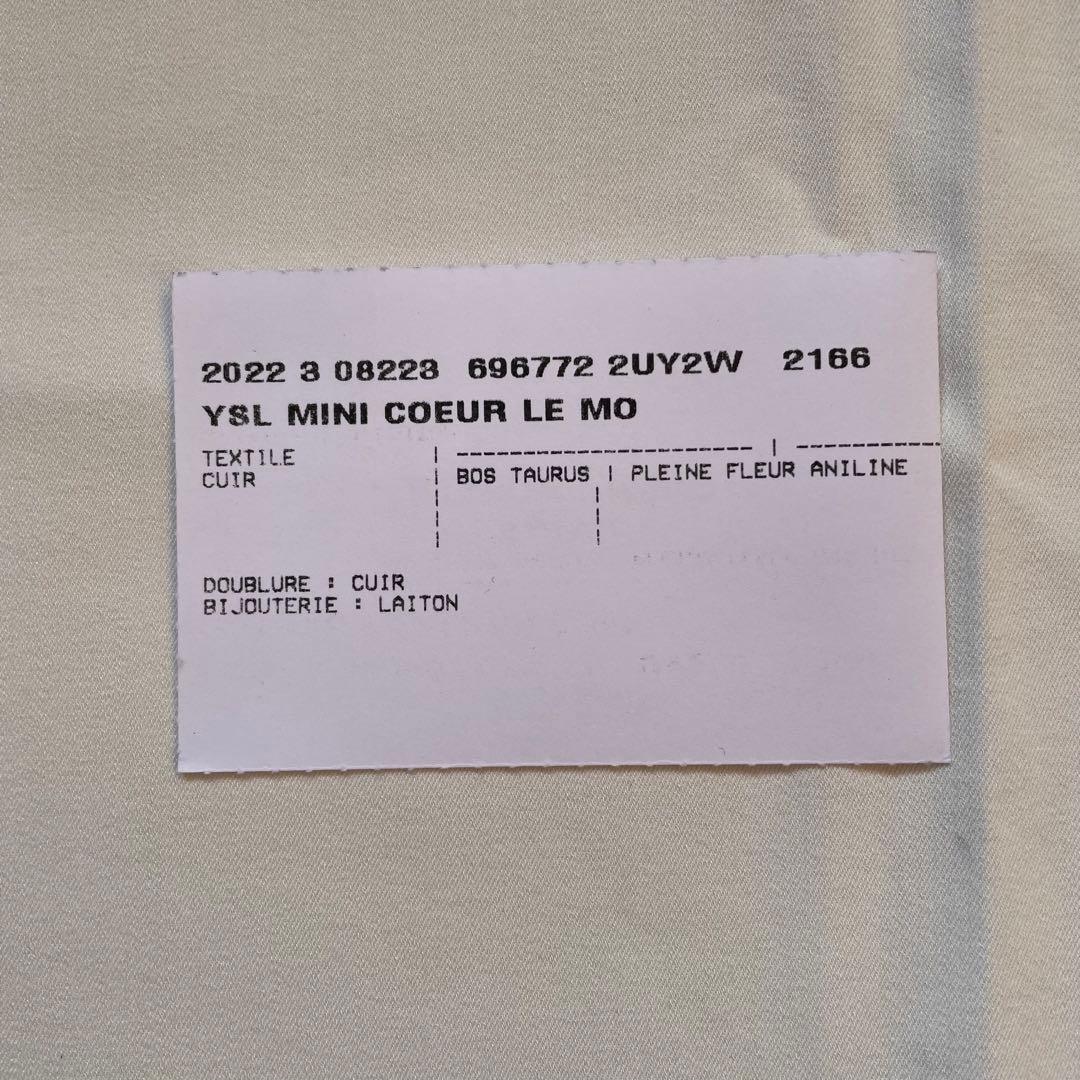 2022 3 08223 696772 2UY2W 2166
YSL MINI COEUR LE MO
TEXTILE | ---------------------- | -----------
CUIR | BOS TAURUS | PLEINE FLEUR ANILINE
DOUBLURE : CUIR
BIJOUTERIE : LAITON